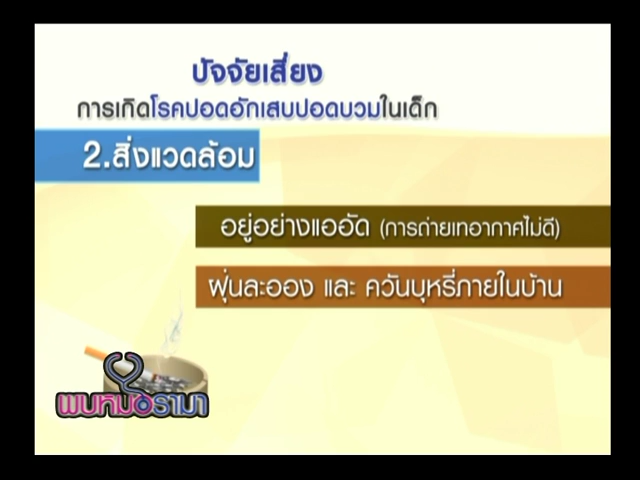 ปัจจัยเสี่ยง
การเกิดโรคปอดอักเสบปอดบวมในเด็ก
2.สิ่งแวดล้อม
อยู่อย่างแออัด (การถ่ายเทอากาศไม่ดี)
ฝุ่นละออง และ ควันบุหรี่ภายในบ้าน
พบหมอรามา